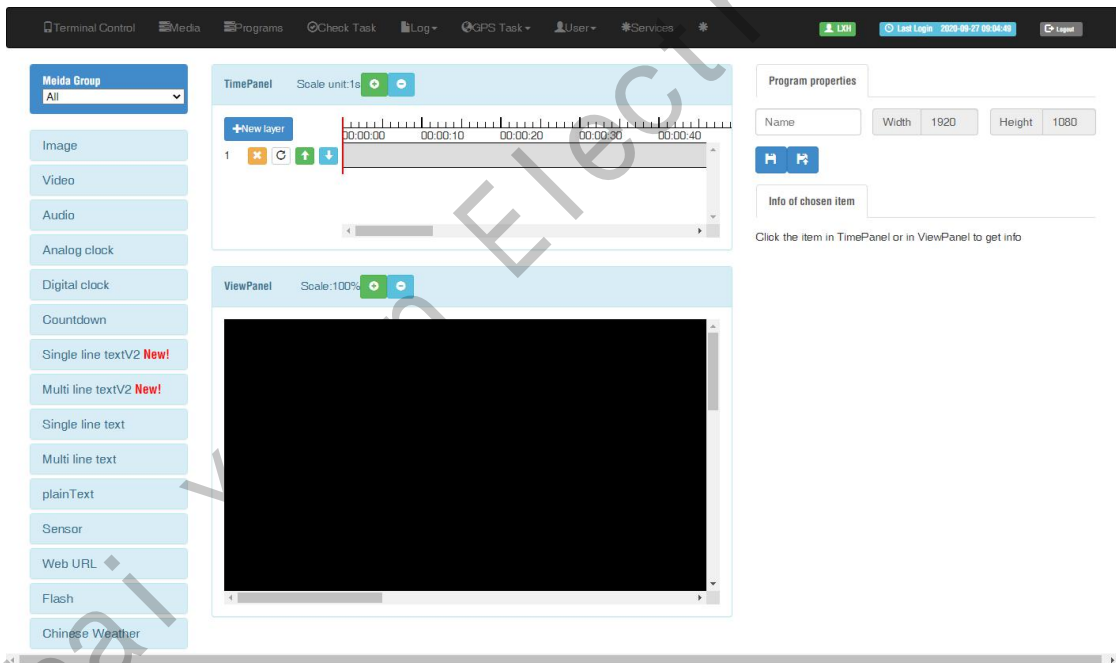 Terminal Control Media Programs Check Task Log GPS Task User Services LXH Last Login 2020-09-27 09:04:49 Logout
Meida Group
All
Image
Video
Audio
Analog clock
Digital clock
Countdown
Single line textV2 New!
Multi line textV2 New!
Single line text
Multi line text
plainText
Sensor
Web URL
Flash
Chinese Weather
TimePanel Scale unit:1s
New layer
00:00:00 00:00:10 00:00:20 00:00:30 00:00:40
1
ViewPanel Scale:100%
Program properties
Name Width 1920 Height 1080
Info of chosen item
Click the item in TimePanel or in ViewPanel to get info